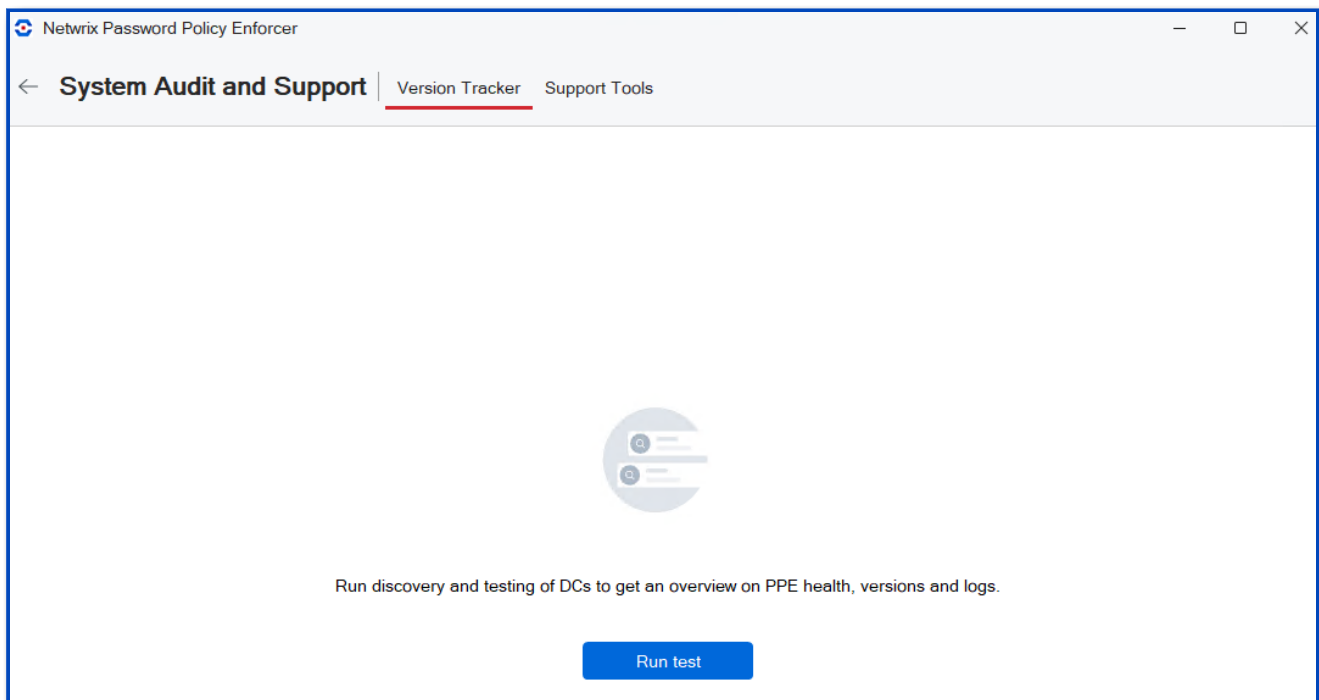 Netwrix Password Policy Enforcer
System Audit and Support
Version Tracker
Support Tools
Run discovery and testing of DCs to get an overview on PPE health, versions and logs.
Run test